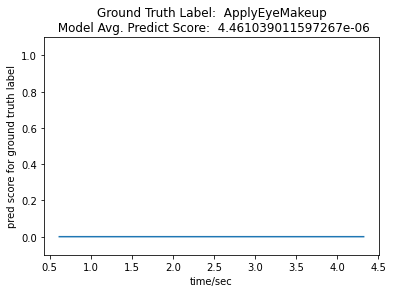 Ground Truth Label:  ApplyEyeMakeup
Model Avg. Predict Score:  4.461039011597267e-06
pred score for ground truth label
1.0
0.8
0.6
0.4
0.2
0.0
0.5 1.0 1.5 2.0 2.5 3.0 3.5 4.0 4.5
time/sec